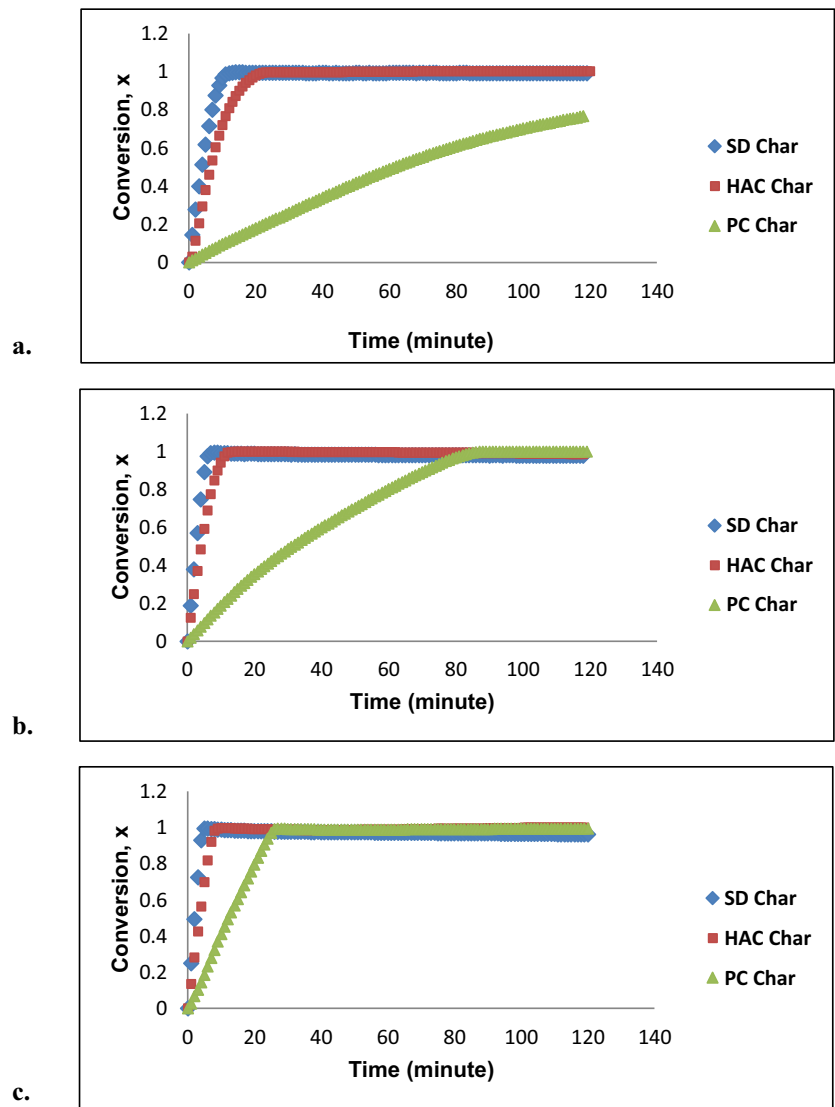 1.2
1
0.8
0.6
0.4
0.2
0
Conversion, x
0 20 40 60 80 100 120 140
Time (minute)
SD Char
HAC Char
PC Char
a.
1.2
1
0.8
0.6
0.4
0.2
0
Conversion, x
0 20 40 60 80 100 120 140
Time (minute)
SD Char
HAC Char
PC Char
b.
1.2
1
0.8
0.6
0.4
0.2
0
Conversion, x
0 20 40 60 80 100 120 140
Time (minute)
SD Char
HAC Char
PC Char
c.